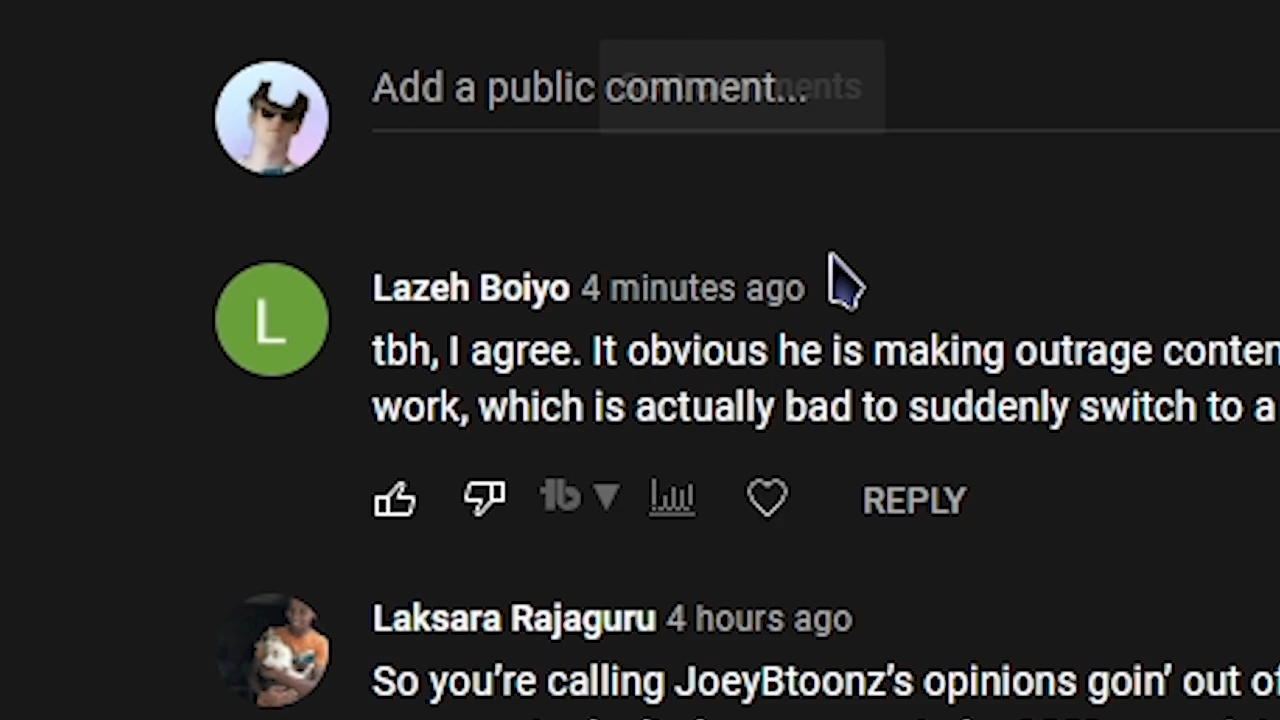 Add a public comment...
Lazeh Boiyo 4 minutes ago
L
tbh, I agree. It obvious he is making outrage
work, which is actually bad to suddenly switch to a
REPLY
Laksara Rajaguru 4 hours ago
So you’re calling JoeyBtoonz’s opinions goin’ out